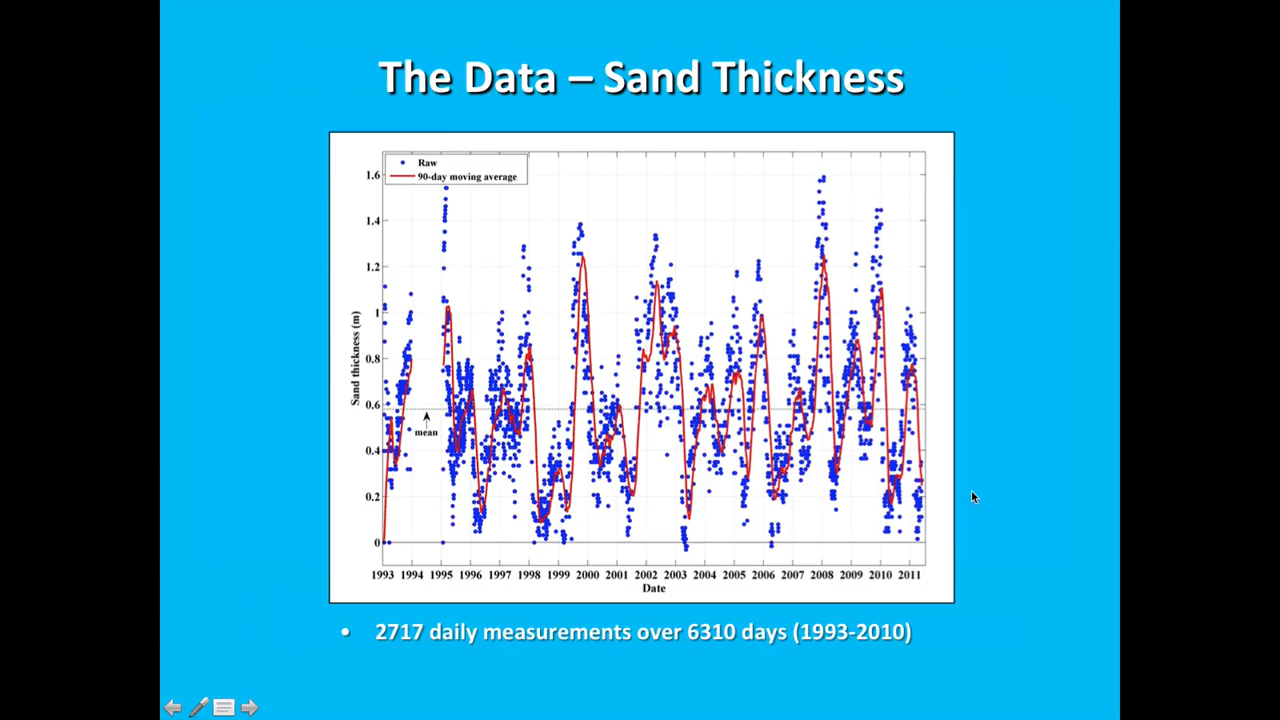 The Data – Sand Thickness
Raw
90-day moving average
1.6
1.4
1.2
1
0.8
0.6
0.4
0.2
0
Sand thickness (m)
mean
1993 1994 1995 1996 1997 1998 1999 2000 2001 2002 2003 2004 2005 2006 2007 2008 2009 2010 2011
Date
• 2717 daily measurements over 6310 days (1993-2010)